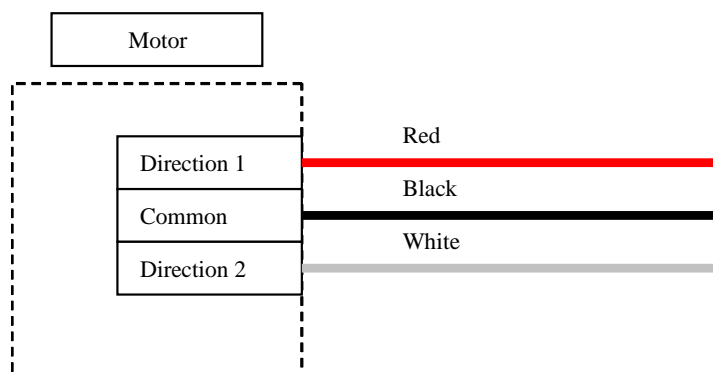 Motor
Red
Direction 1
Black
Common
White
Direction 2